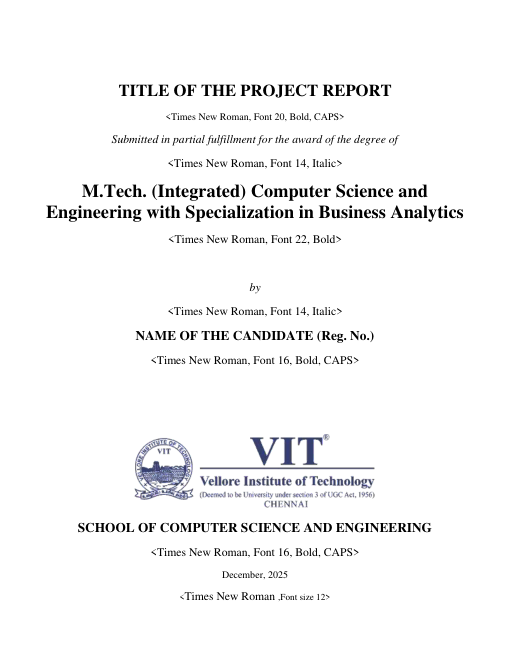 TITLE OF THE PROJECT REPORT
<Times New Roman, Font 20, Bold, CAPS>
Submitted in partial fulfillment for the award of the degree of
<Times New Roman, Font 14, Italic>
M.Tech. (Integrated) Computer Science and
Engineering with Specialization in Business Analytics
<Times New Roman, Font 22, Bold>
by
<Times New Roman, Font 14, Italic>
NAME OF THE CANDIDATE (Reg. No.)
<Times New Roman, Font 16, Bold, CAPS>
VELLORE INSTITUTE OF TECHNOLOGY
VIT
VIT®
Vellore Institute of Technology
(Deemed to be University under section 3 of UGC Act, 1956)
CHENNAI
SCHOOL OF COMPUTER SCIENCE AND ENGINEERING
<Times New Roman, Font 16, Bold, CAPS>
December, 2025
<Times New Roman ,Font size 12>